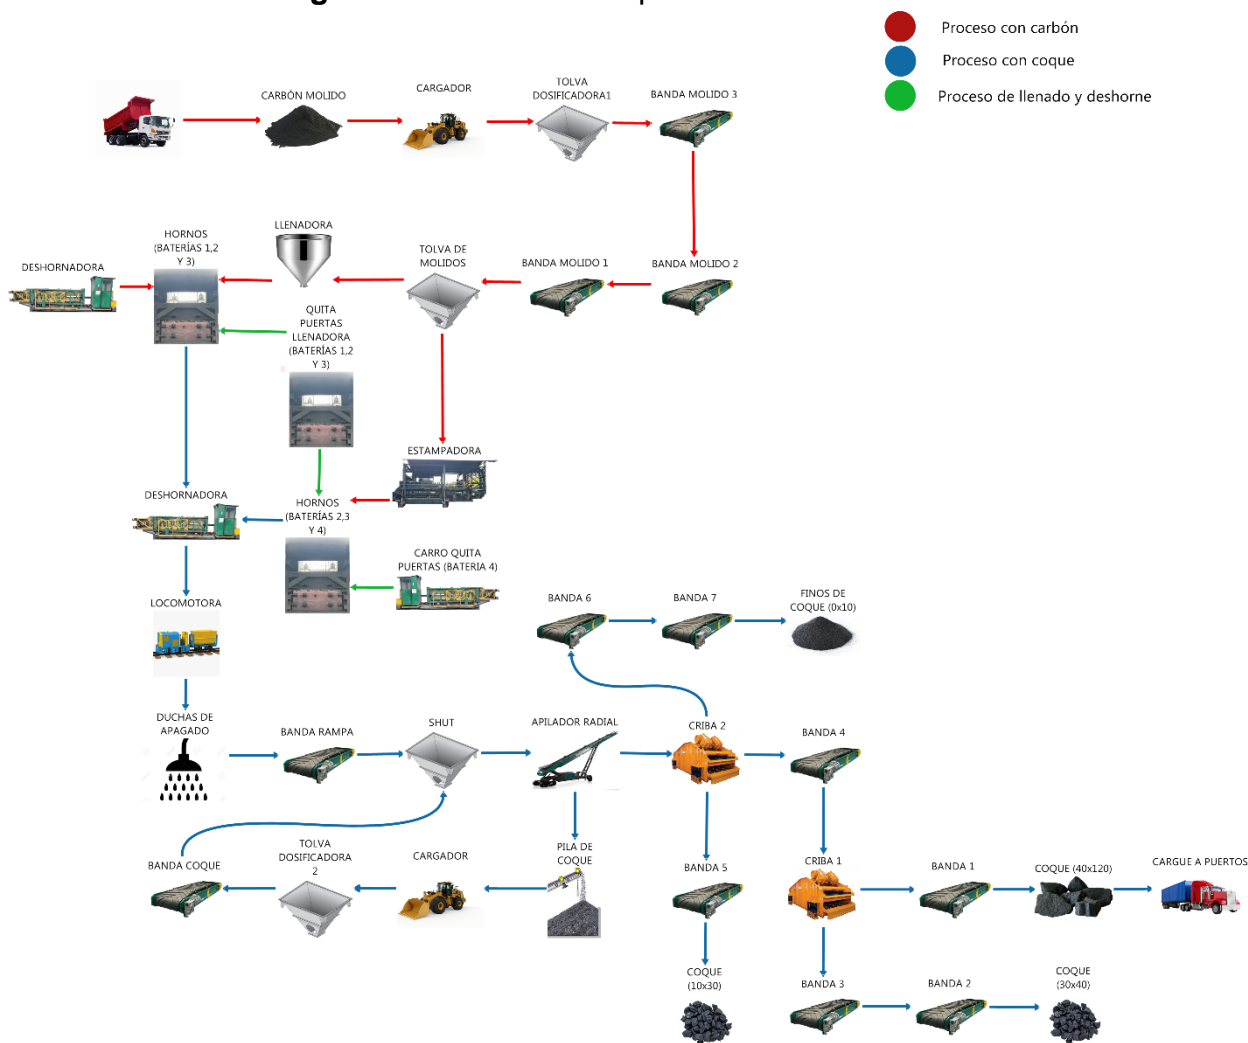 Proceso con carbón
Proceso con coque
Proceso de llenado y deshorne
CARBÓN MOLIDO
CARGADOR
TOLVA
DOSIFICADORA1
BANDA MOLIDO 3
DESHORNADORA
HORNOS
(BATERÍAS 1,2
Y 3)
LLENADORA
TOLVA DE
MOLIDOS
BANDA MOLIDO 1
BANDA MOLIDO 2
QUITA
PUERTAS
LLENADORA
(BATERÍAS 1,2
Y 3)
ESTAMPADORA
DESHORNADORA
HORNOS
(BATERÍAS 2,3
Y 4)
CARRO QUITA
PUERTAS (BATERIA 4)
LOCOMOTORA
BANDA 6
BANDA 7
FINOS DE
COQUE (0x10)
DUCHAS DE
APAGADO
BANDA RAMPA
SHUT
APILADOR RADIAL
CRIBA 2
BANDA 4
BANDA COQUE
TOLVA
DOSIFICADORA
2
CARGADOR
PILA DE
COQUE
BANDA 5
CRIBA 1
BANDA 1
COQUE (40x120)
CARGUE A PUERTOS
COQUE
(10x30)
BANDA 3
BANDA 2
COQUE
(30x40)